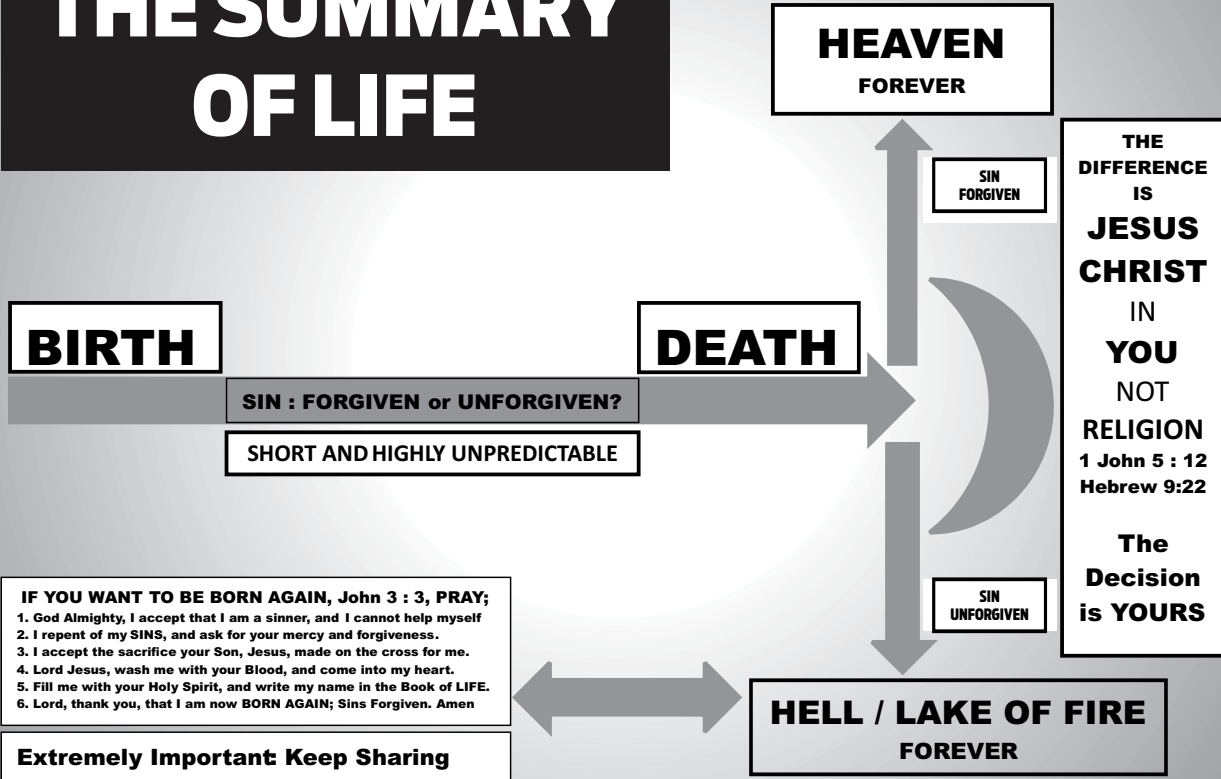 THE SUMMARY
OF LIFE
HEAVEN
FOREVER
SIN
FORGIVEN
THE
DIFFERENCE
IS
JESUS
CHRIST
IN
YOU
NOT
RELIGION
1 John 5 : 12
Hebrew 9:22
The
Decision
is YOURS
BIRTH
DEATH
SIN : FORGIVEN or UNFORGIVEN?
SHORT AND HIGHLY UNPREDICTABLE
IF YOU WANT TO BE BORN AGAIN, John 3 : 3, PRAY;
1. God Almighty, I accept that I am a sinner, and I cannot help myself
2. I repent of my SINS, and ask for your mercy and forgiveness.
3. I accept the sacrifice your Son, Jesus, made on the cross for me.
4. Lord Jesus, wash me with your Blood, and come into my heart.
5. Fill me with your Holy Spirit, and write my name in the Book of LIFE.
6. Lord, thank you, that I am now BORN AGAIN; Sins Forgiven. Amen
Extremely Important: Keep Sharing
SIN
UNFORGIVEN
HELL / LAKE OF FIRE
FOREVER